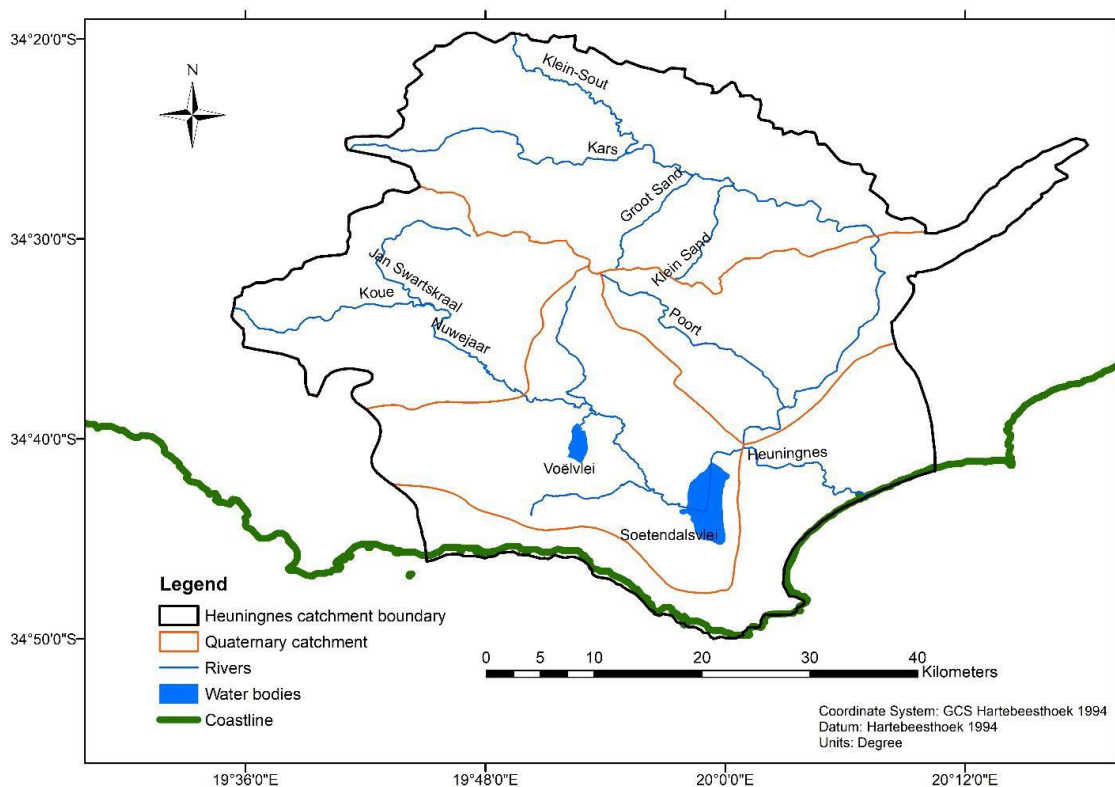 34°20'0"S
34°30'0"S
34°40'0"S
34°50'0"S
N
Klein-Sout
Kars
Groot Sand
Klein Sand
Jan Swartskraal
Koue
Nuwejaar
Poort
Heuningnes
Voëlvlei
Soetendalsvlei
Legend
Heuningnes catchment boundary
Quaternary catchment
Rivers
Water bodies
Coastline
0 5 10 20 30 40
Kilometers
Coordinate System: GCS Hartebeesthoek 1994
Datum: Hartebeesthoek 1994
Units: Degree
19°36'0"E 19°48'0"E 20°0'0"E 20°12'0"E